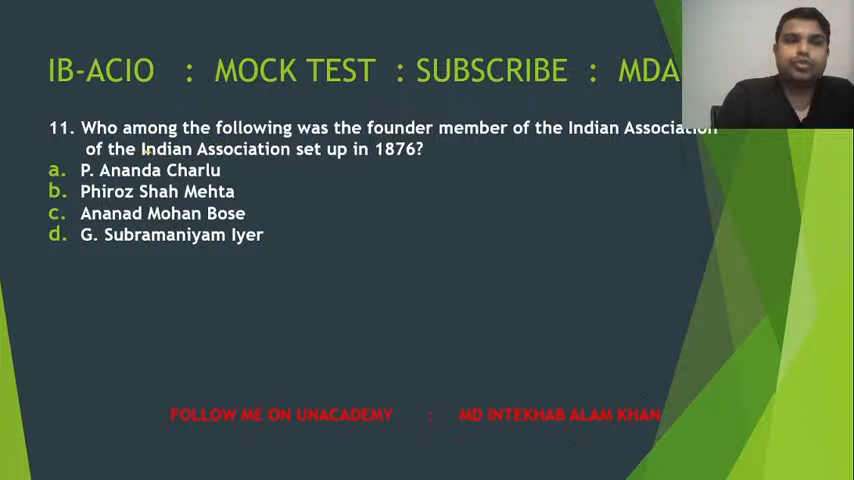 IB-ACIO : MOCK TEST : SUBSCRIBE : MDA
11. Who among the following was the founder member of the Indian Association
of the Indian Association set up in 1876?
a. P. Ananda Charlu
b. Phiroz Shah Mehta
c. Ananad Mohan Bose
d. G. Subramaniyam Iyer
FOLLOW ME ON UNACADEMY : MD INTEKHAB ALAM KHAN